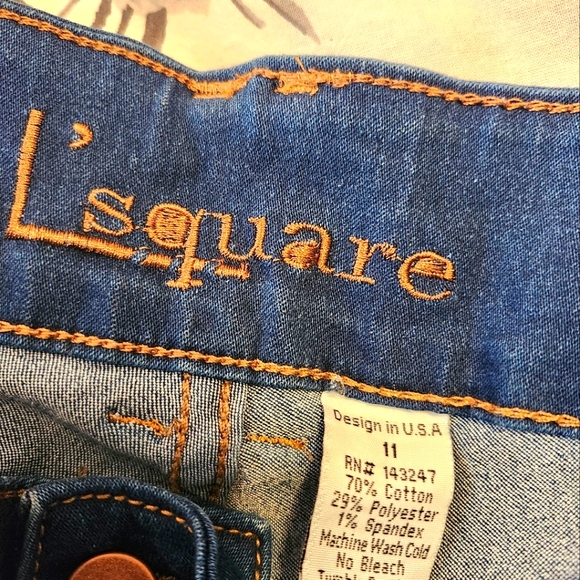 L'square
Design in U.S.A
11
RN# 143247
70% Cotton
29% Polyester
1% Spandex
Machine Wash Cold
No Bleach